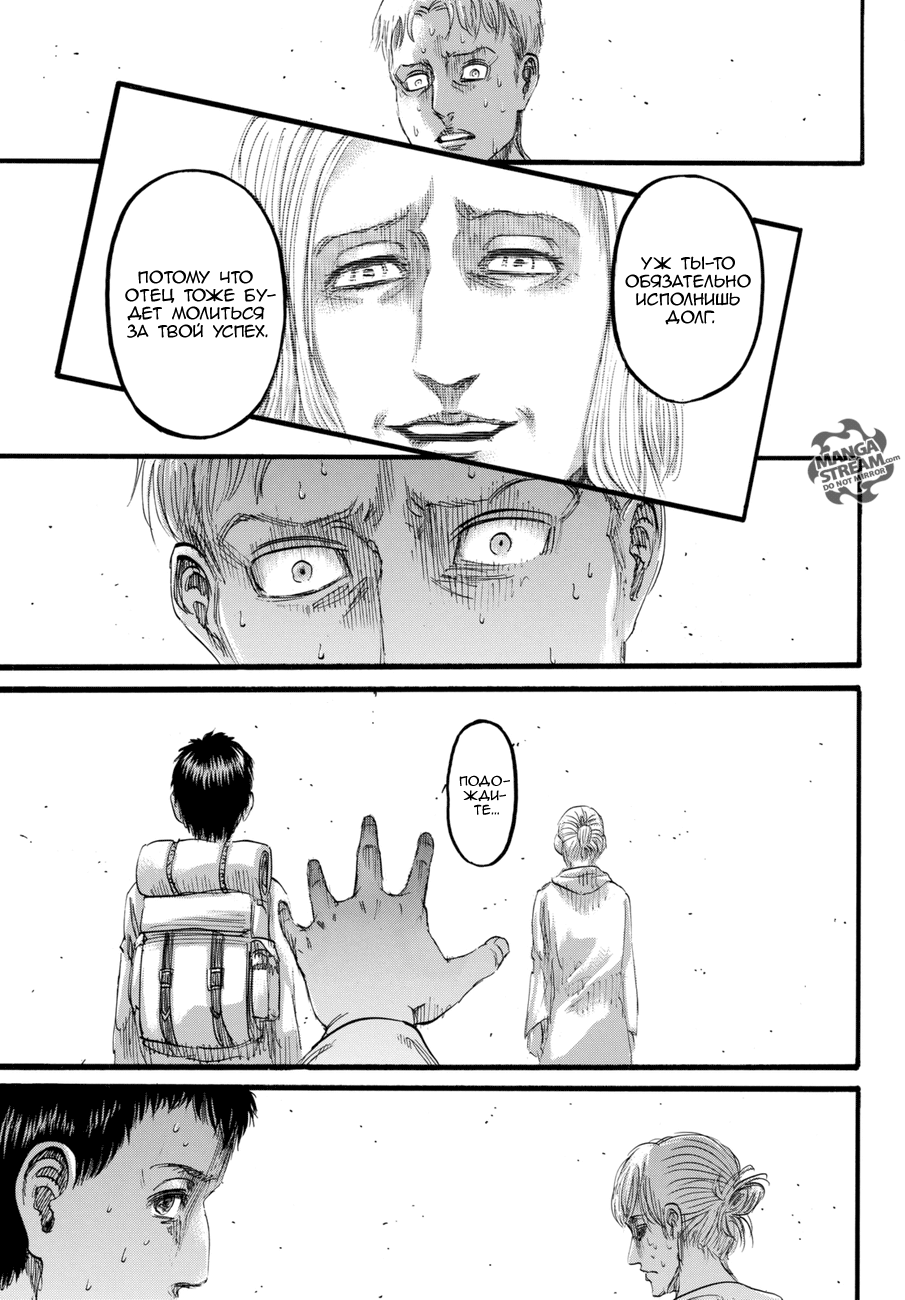 УЖ ТЫ-ТО
ОБЯЗАТЕЛЬНО
ИСПОЛНИШЬ
ДОЛГ.
ПОТОМУ ЧТО
ОТЕЦ ТОЖЕ БУ-
ДЕТ МОЛИТЬСЯ
ЗА ТВОЙ УСПЕХ.
MANGA
STREAM.com
DO NOT MIRROR
ПОДО-
ЖДИ-
ТЕ...